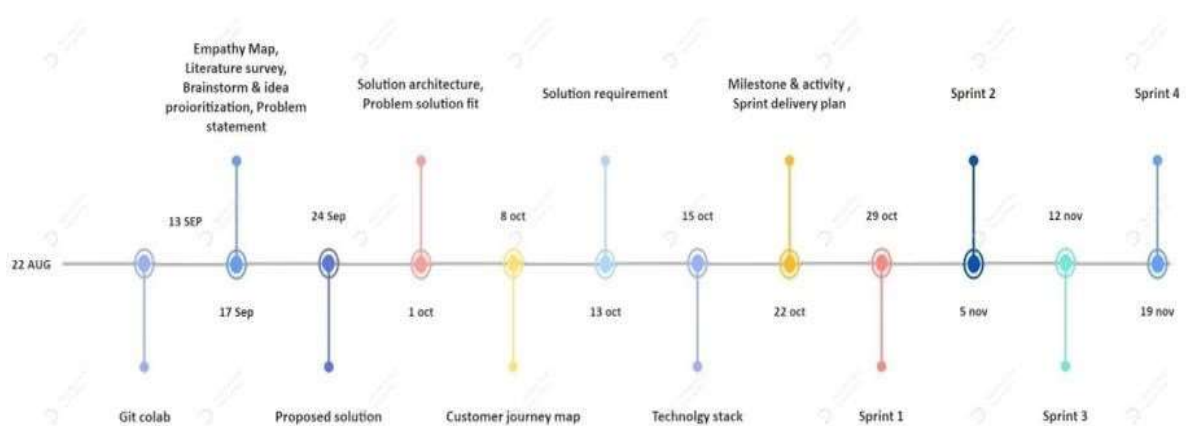 Empathy Map,
Literature survey,
Brainstorm & idea
proioritization, Problem
statement
Solution architecture,
Problem solution fit
Solution requirement
Milestone & activity ,
Sprint delivery plan
Sprint 2
Sprint 4
13 SEP
24 Sep
8 oct
15 oct
29 oct
12 nov
22 AUG
17 Sep
1 oct
13 oct
22 oct
5 nov
19 nov
Git colab
Proposed solution
Customer journey map
Technolgy stack
Sprint 1
Sprint 3